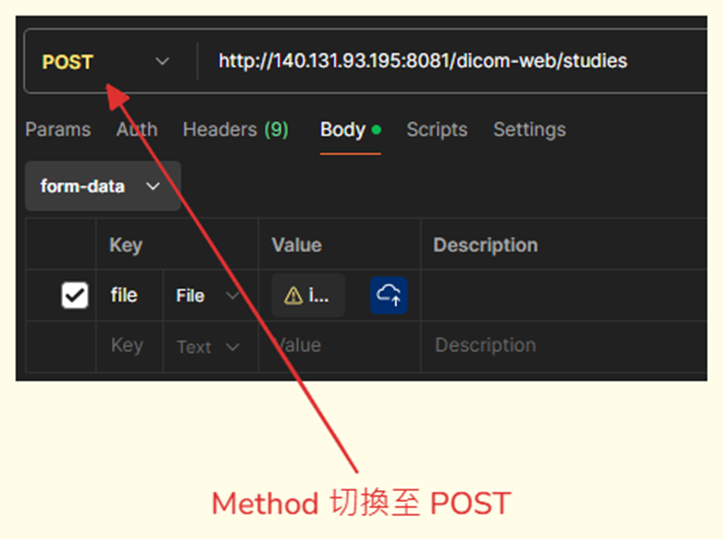 POST http://140.131.93.195:8081/dicom-web/studies
Params Auth Headers (9) Body Scripts Settings
form-data
Key Value Description
file File i...
Key Text Value Description
Method 切換至 POST